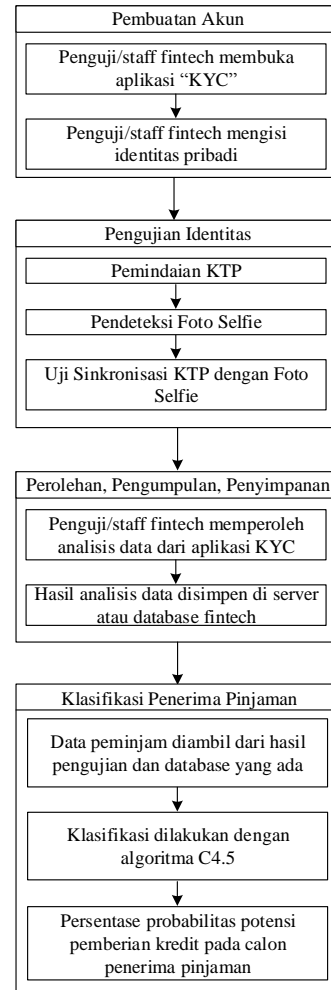 Pembuatan Akun
Penguji/staff fintech membuka
aplikasi “KYC”
Penguji/staff fintech mengisi
identitas pribadi
Pengujian Identitas
Pemindaian KTP
Pendeteksi Foto Selfie
Uji Sinkronisasi KTP dengan Foto
Selfie
Perolehan, Pengumpulan, Penyimpanan
Penguji/staff fintech memperoleh
analisis data dari aplikasi KYC
Hasil analisis data disimpen di server
atau database fintech
Klasifikasi Penerima Pinjaman
Data peminjam diambil dari hasil
pengujian dan database yang ada
Klasifikasi dilakukan dengan
algoritma C4.5
Persentase probabilitas potensi
pemberian kredit pada calon
penerima pinjaman